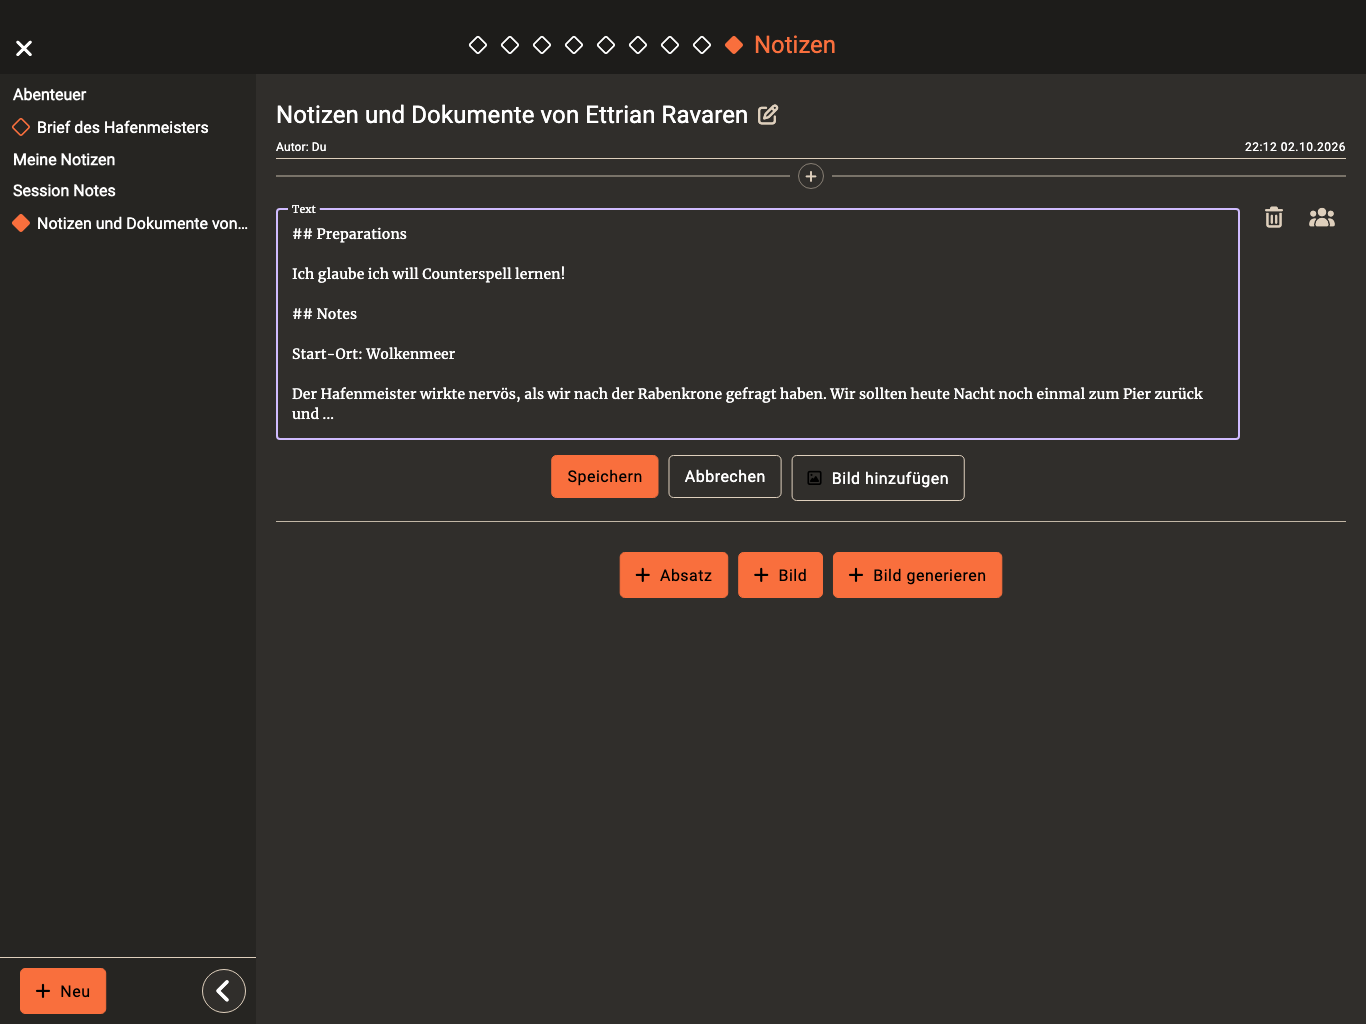 Notizen
Abenteuer
Brief des Hafenmeisters
Meine Notizen
Session Notes
Notizen und Dokumente von...
Neu
Notizen und Dokumente von Ettrian Ravaren
Autor: Du
22:12 02.10.2026
Text
## Preparations
Ich glaube ich will Counterspell lernen!
## Notes
Start-Ort: Wolkenmeer
Der Hafenmeister wirkte nervös, als wir nach der Rabenkrone gefragt haben. Wir sollten heute Nacht noch einmal zum Pier zurück
und ...
Speichern
Abbrechen
Bild hinzufügen
Absatz
Bild
Bild generieren